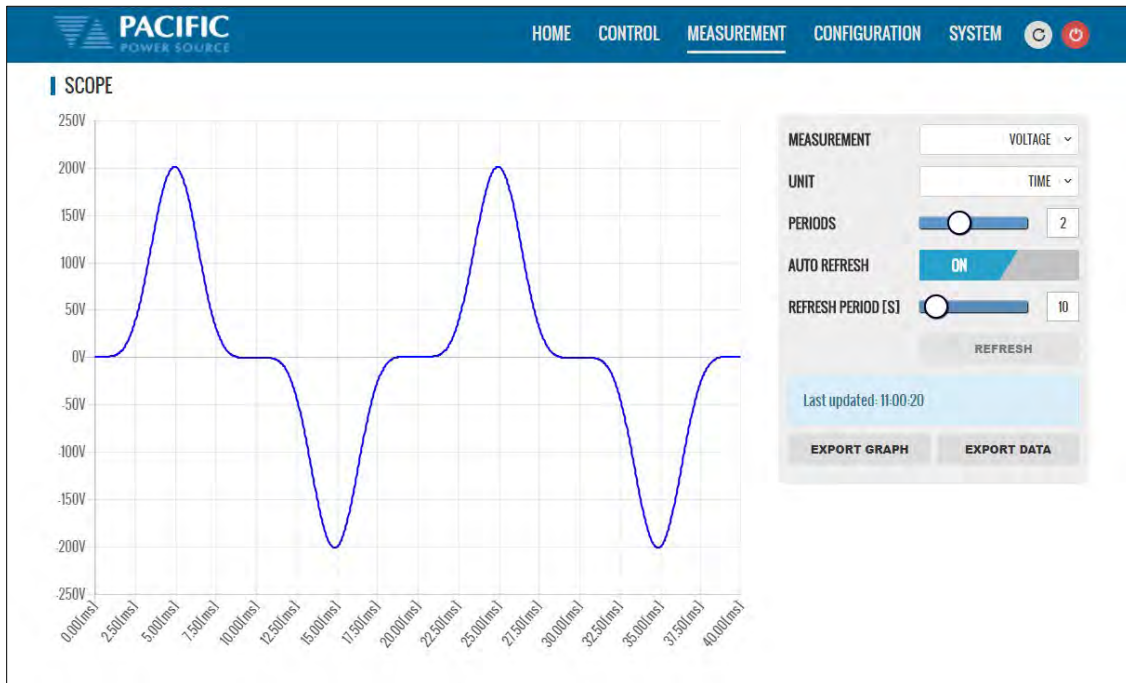 PACIFIC
POWER SOURCE
HOME CONTROL MEASUREMENT CONFIGURATION SYSTEM
SCOPE
250V
200V
150V
100V
50V
0V
-50V
-100V
-150V
-200V
-250V
0.00[ms] 2.50[ms] 5.00[ms] 7.50[ms] 10.00[ms] 12.50[ms] 15.00[ms] 17.50[ms] 20.00[ms] 22.50[ms] 25.00[ms] 27.50[ms] 30.00[ms] 32.50[ms] 35.00[ms] 37.50[ms] 40.00[ms]
MEASUREMENT VOLTAGE
UNIT TIME
PERIODS 2
AUTO REFRESH ON
REFRESH PERIOD [S] 10
REFRESH
Last updated: 11:00:20
EXPORT GRAPH EXPORT DATA